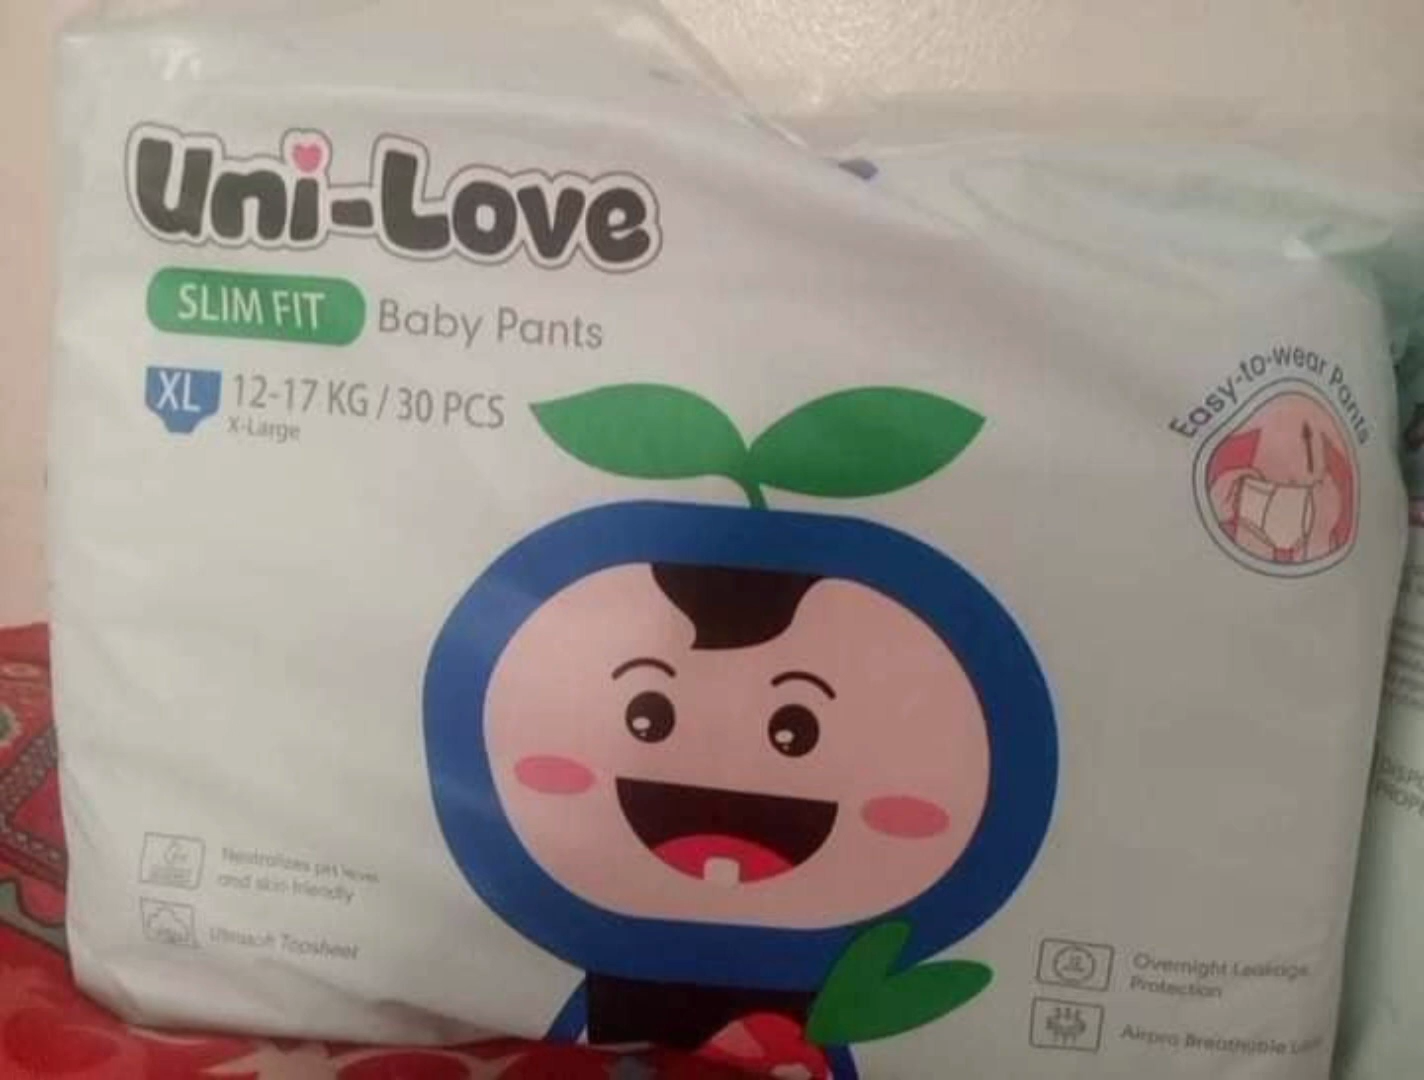 Uni-Love
SLIM FIT Baby Pants
XL 12-17 KG / 30 PCS
X-Large
Easy-to-wear Pants
Neutralizes pH level
and skin-friendly
Ultrasoft Topsheet
Overnight Leakage
Protection
Airpro Breathable